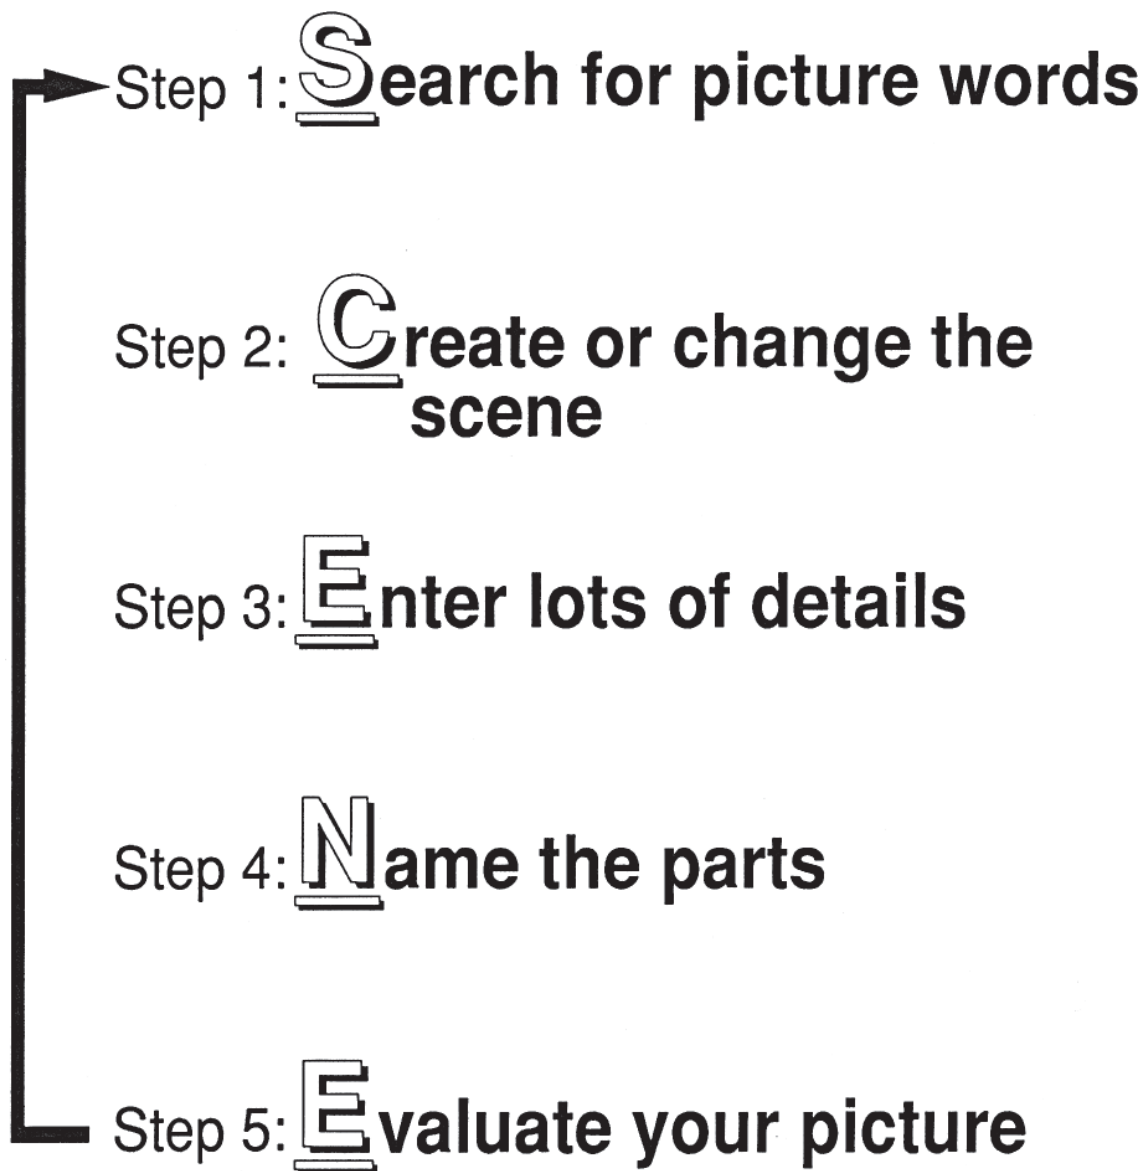 Step 1: Search for picture words
Step 2: Create or change the
scene
Step 3: Enter lots of details
Step 4: Name the parts
Step 5: Evaluate your picture